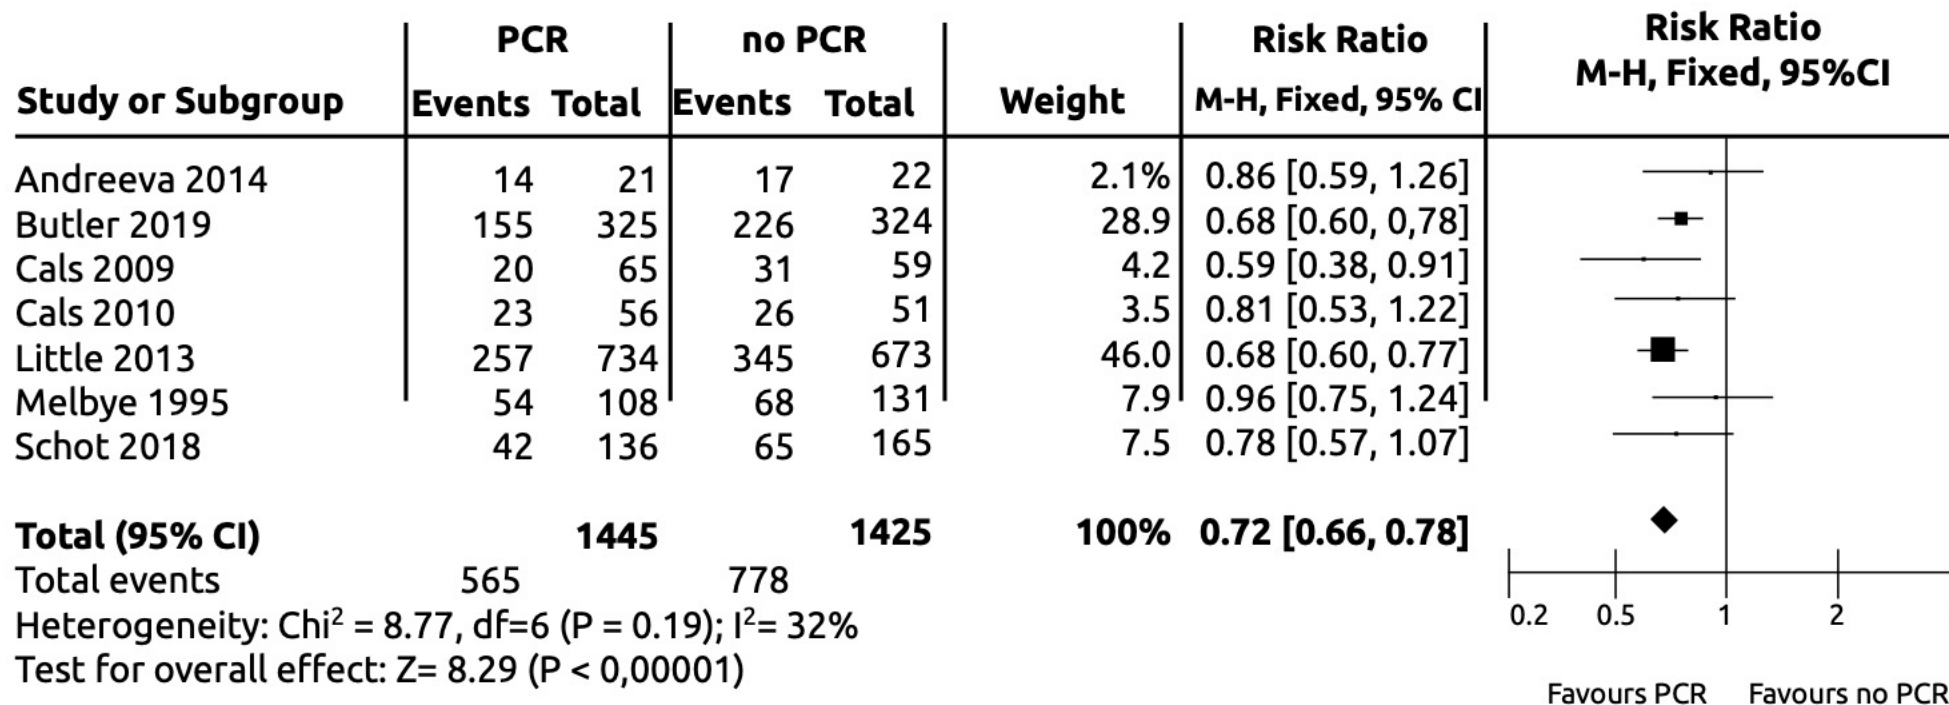 PCR no PCR Risk Ratio Risk Ratio
Study or Subgroup Events Total Events Total Weight M-H, Fixed, 95% CI M-H, Fixed, 95%CI
Andreeva 2014 14 21 17 22 2.1% 0.86 [0.59, 1.26]
Butler 2019 155 325 226 324 28.9 0.68 [0.60, 0,78]
Cals 2009 20 65 31 59 4.2 0.59 [0.38, 0.91]
Cals 2010 23 56 26 51 3.5 0.81 [0.53, 1.22]
Little 2013 257 734 345 673 46.0 0.68 [0.60, 0.77]
Melbye 1995 54 108 68 131 7.9 0.96 [0.75, 1.24]
Schot 2018 42 136 65 165 7.5 0.78 [0.57, 1.07]
Total (95% CI) 1445 1425 100% 0.72 [0.66, 0.78]
Total events 565 778
Heterogeneity: Chi² = 8.77, df=6 (P = 0.19); I²= 32%
Test for overall effect: Z= 8.29 (P < 0,00001)
0.2 0.5 1 2
Favours PCR Favours no PCR